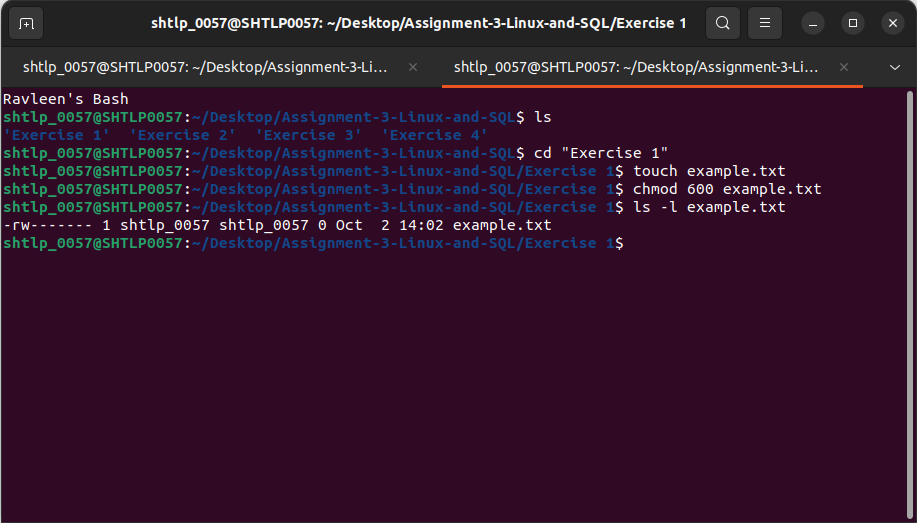 shtlp_0057@SHTLP0057: ~/Desktop/Assignment-3-Linux-and-SQL/Exercise 1
shtlp_0057@SHTLP0057: ~/Desktop/Assignment-3-Li...
shtlp_0057@SHTLP0057: ~/Desktop/Assignment-3-Li...
Ravleen's Bash
shtlp_0057@SHTLP0057:~/Desktop/Assignment-3-Linux-and-SQL$ ls
'Exercise 1'  'Exercise 2'  'Exercise 3'  'Exercise 4'
shtlp_0057@SHTLP0057:~/Desktop/Assignment-3-Linux-and-SQL$ cd "Exercise 1"
shtlp_0057@SHTLP0057:~/Desktop/Assignment-3-Linux-and-SQL/Exercise 1$ touch example.txt
shtlp_0057@SHTLP0057:~/Desktop/Assignment-3-Linux-and-SQL/Exercise 1$ chmod 600 example.txt
shtlp_0057@SHTLP0057:~/Desktop/Assignment-3-Linux-and-SQL/Exercise 1$ ls -l example.txt
-rw------- 1 shtlp_0057 shtlp_0057 0 Oct  2 14:02 example.txt
shtlp_0057@SHTLP0057:~/Desktop/Assignment-3-Linux-and-SQL/Exercise 1$